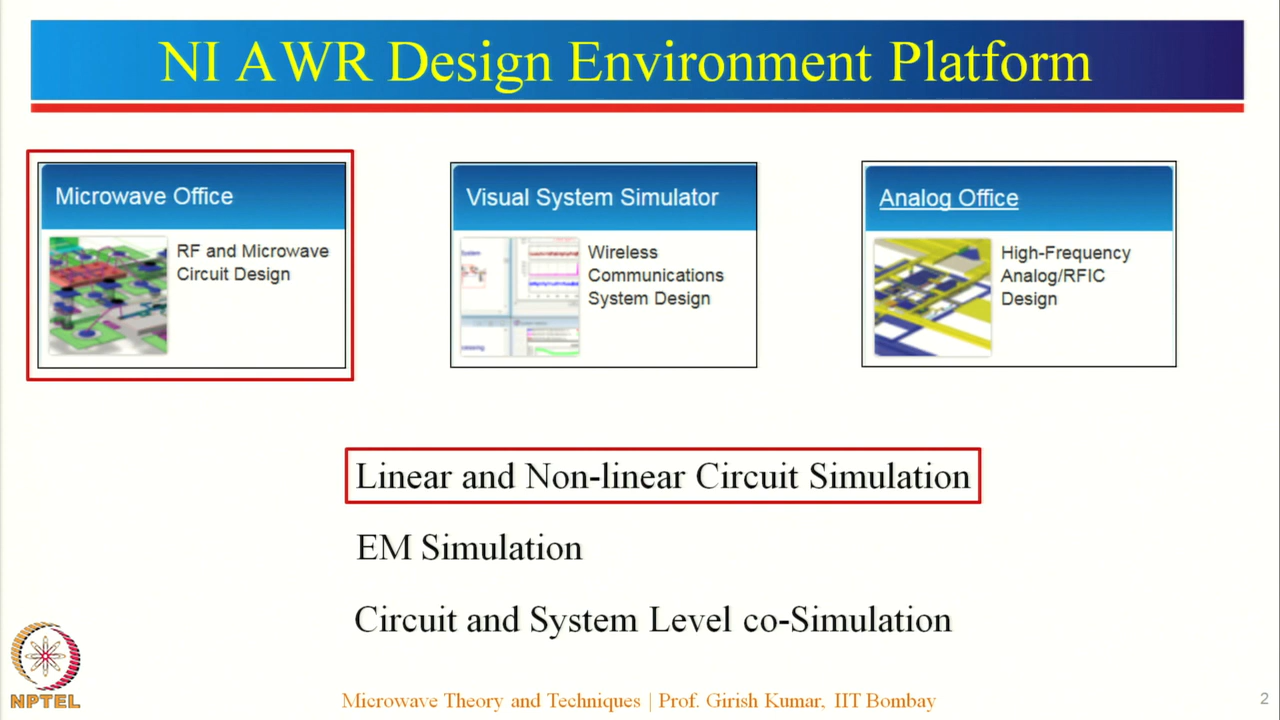 NI AWR Design Environment Platform
Microwave Office
RF and Microwave
Circuit Design
Visual System Simulator
Wireless
Communications
System Design
Analog Office
High-Frequency
Analog/RFIC
Design
Linear and Non-linear Circuit Simulation
EM Simulation
Circuit and System Level co-Simulation
NPTEL
Microwave Theory and Techniques | Prof. Girish Kumar, IIT Bombay
2